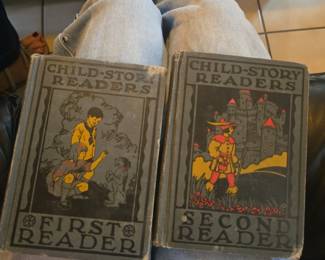 CHILD-STORY
READERS
FIRST
READER
CHILD-STORY
READERS
SECOND
READER